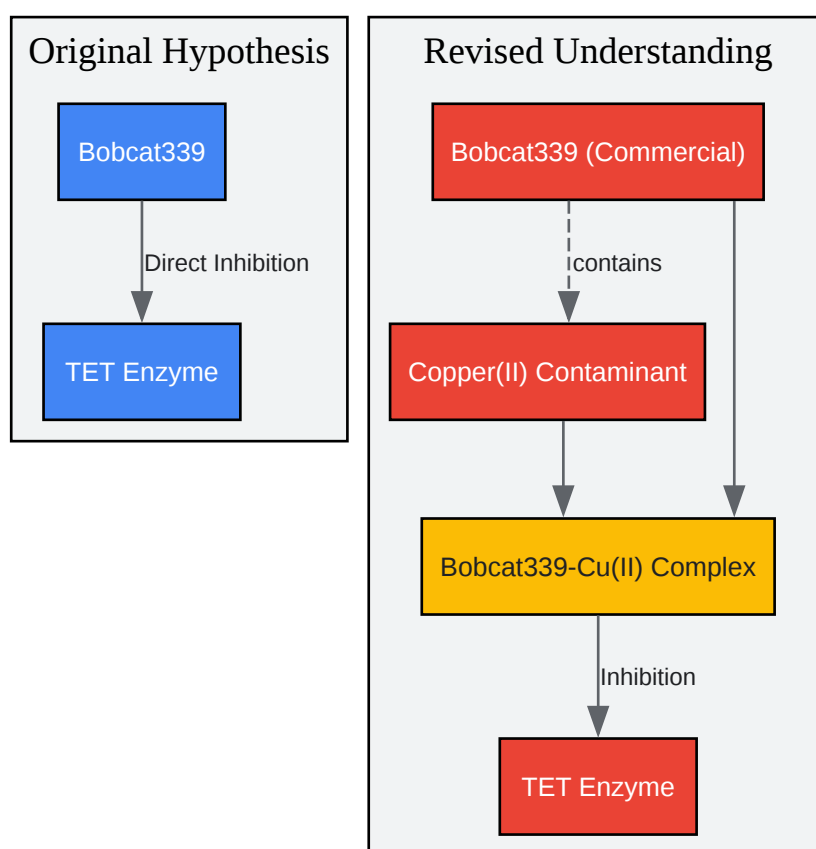 Original Hypothesis
Bobcat339
Direct Inhibition
TET Enzyme
Revised Understanding
Bobcat339 (Commercial)
contains
Copper(II) Contaminant
Bobcat339-Cu(II) Complex
Inhibition
TET Enzyme